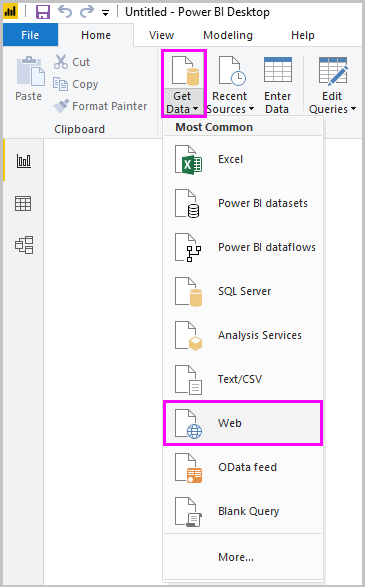 Untitled - Power BI Desktop
File Home View Modeling Help
Paste
Cut
Copy
Format Painter
Clipboard
Get Data
Recent Sources
Enter Data
Edit Queries
Most Common
Excel
Power BI datasets
Power BI dataflows
SQL Server
Analysis Services
Text/CSV
Web
OData feed
Blank Query
More...